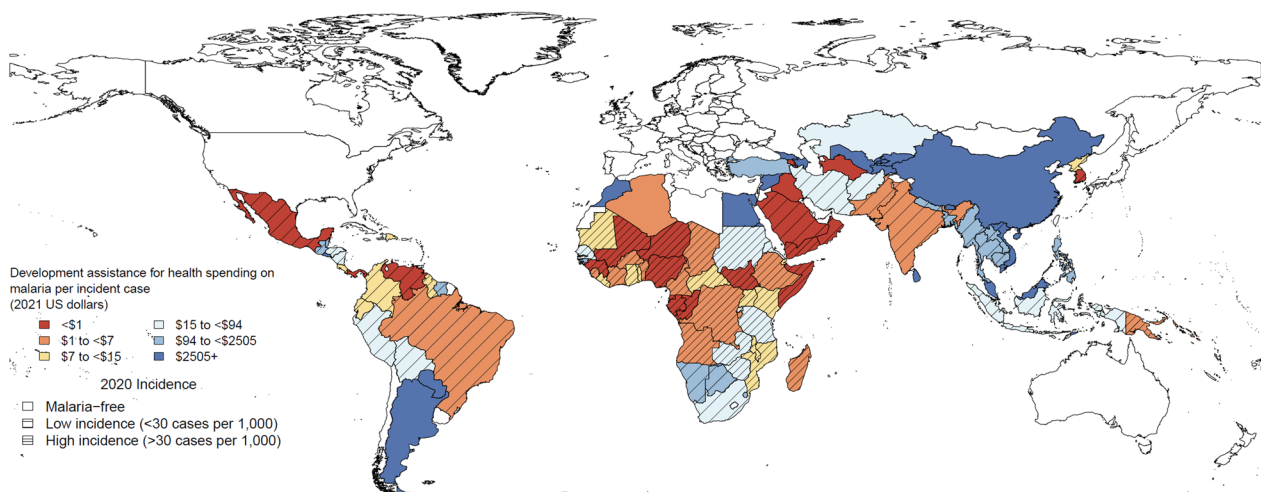 Development assistance for health spending on
malaria per incident case
(2021 US dollars)
<$1
$1 to <$7
$7 to <$15
$15 to <$94
$94 to <$2505
$2505+
2020 Incidence
Malaria−free
Low incidence (<30 cases per 1,000)
High incidence (>30 cases per 1,000)